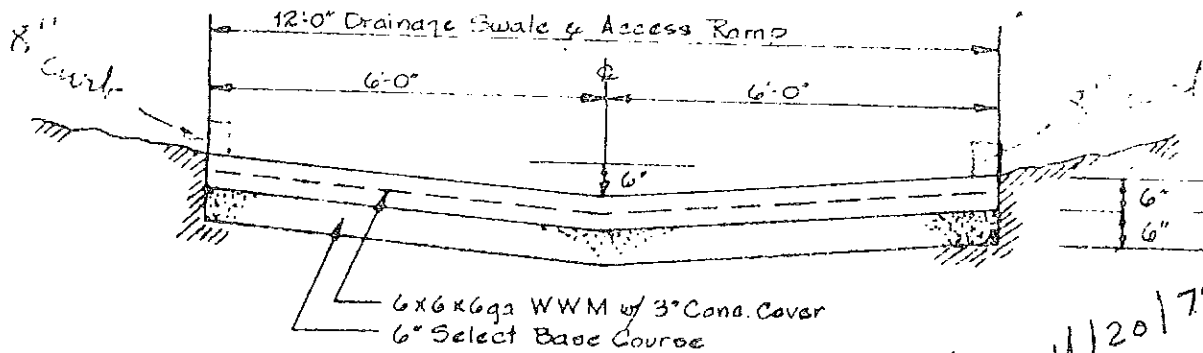 12'-0" Drainage Swale & Access Ramp
8" Curb
6'-0"
6'-0"
6"
6"
6"
6x6x6ga WWM w/ 3" Conc. Cover
6" Select Base Course